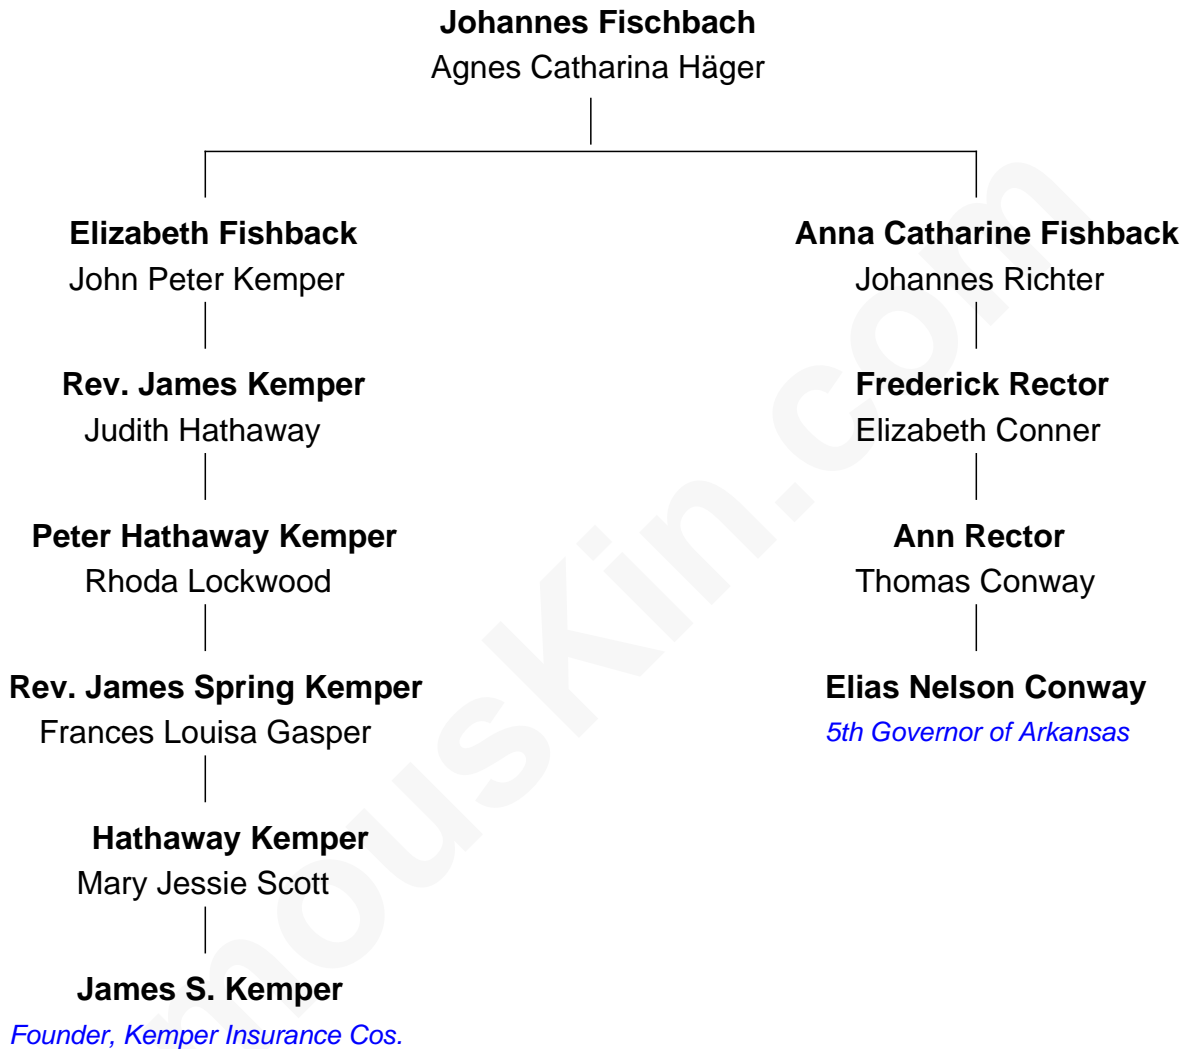 Johannes Fischbach
Agnes Catharina Häger
Elizabeth Fishback
John Peter Kemper
Anna Catharine Fishback
Johannes Richter
Rev. James Kemper
Judith Hathaway
Frederick Rector
Elizabeth Conner
Peter Hathaway Kemper
Rhoda Lockwood
Ann Rector
Thomas Conway
Rev. James Spring Kemper
Frances Louisa Gasper
Elias Nelson Conway
5th Governor of Arkansas
Hathaway Kemper
Mary Jessie Scott
James S. Kemper
Founder, Kemper Insurance Cos.
mousKin.com